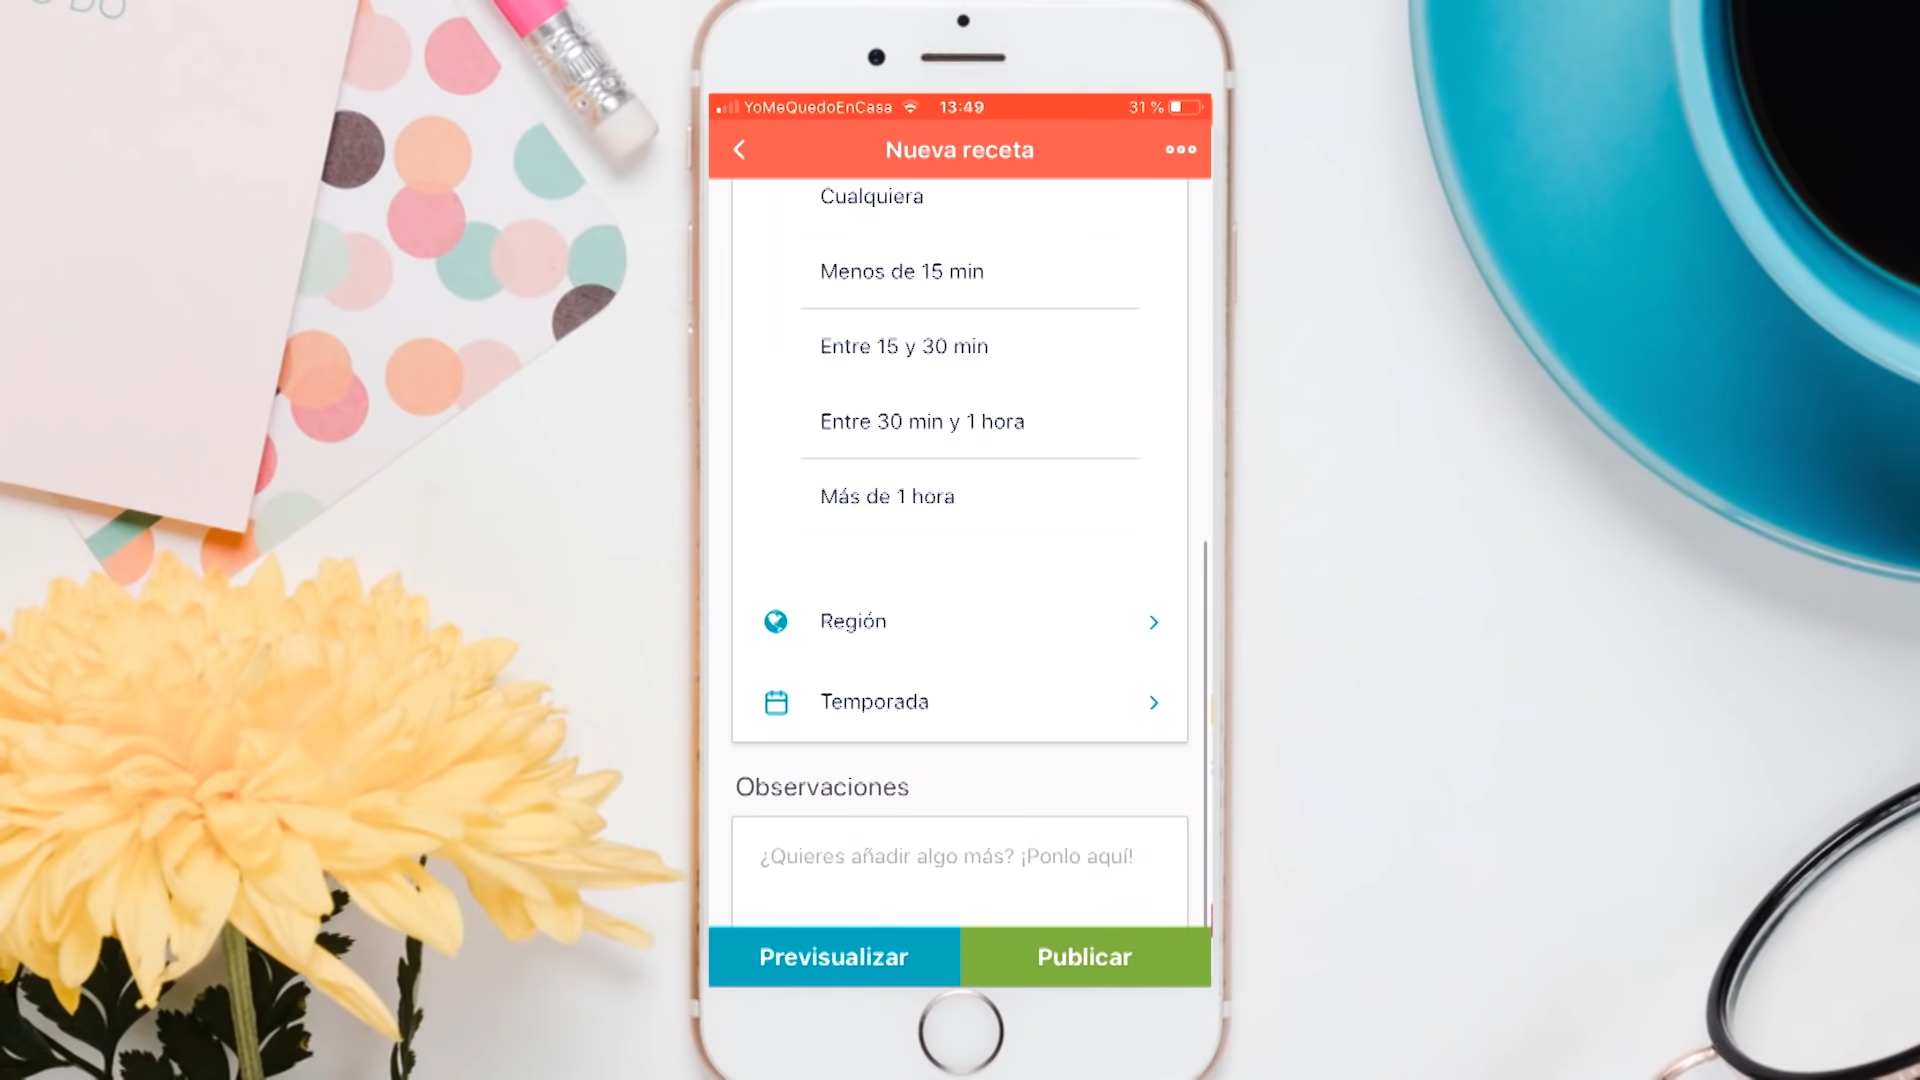 DO
YoMeQuedoEnCasa 13:49 31 %
Nueva receta
Cualquiera
Menos de 15 min
Entre 15 y 30 min
Entre 30 min y 1 hora
Más de 1 hora
Región
Temporada
Observaciones
¿Quieres añadir algo más? ¡Ponlo aquí!
Previsualizar Publicar